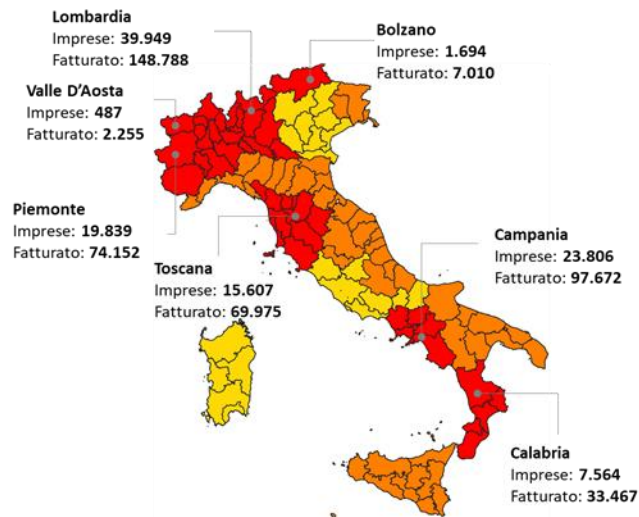 Lombardia
Imprese: 39.949
Fatturato: 148.788
Bolzano
Imprese: 1.694
Fatturato: 7.010
Valle D'Aosta
Imprese: 487
Fatturato: 2.255
Piemonte
Imprese: 19.839
Fatturato: 74.152
Toscana
Imprese: 15.607
Fatturato: 69.975
Campania
Imprese: 23.806
Fatturato: 97.672
Calabria
Imprese: 7.564
Fatturato: 33.467